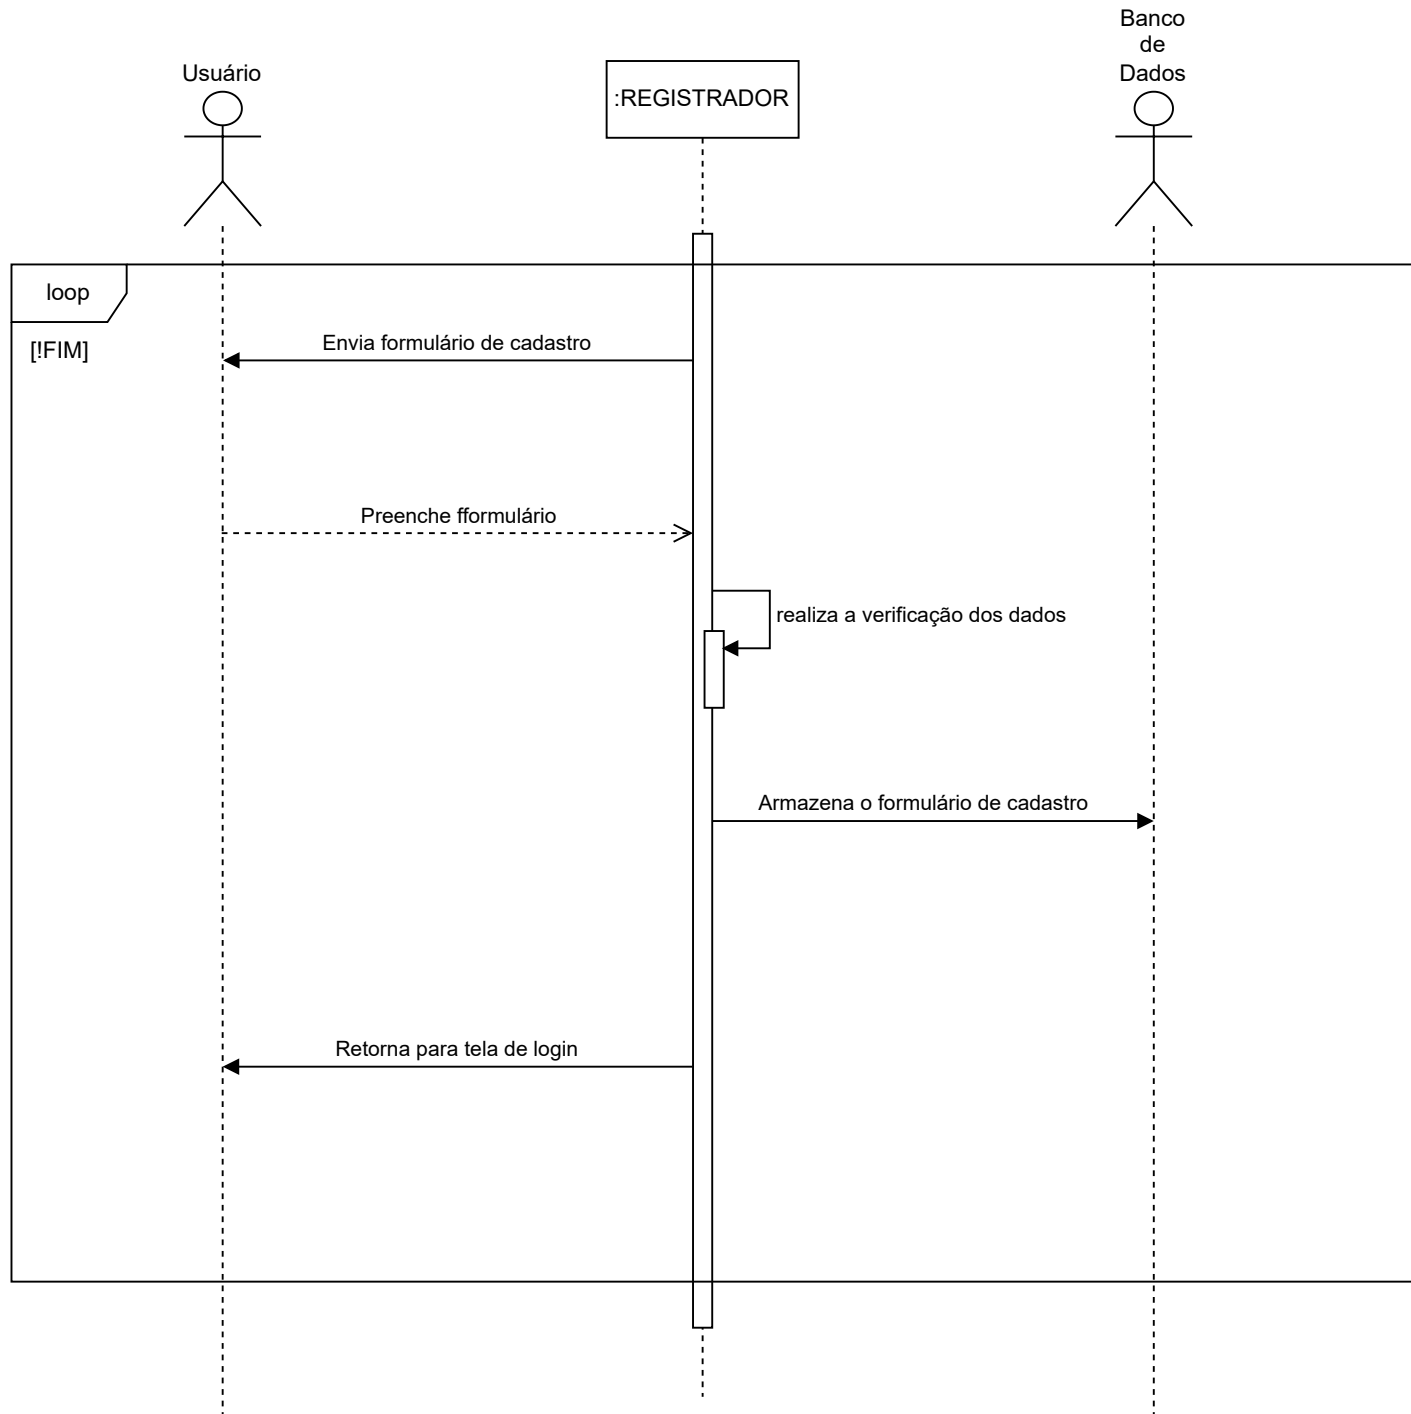 Banco
de
Dados
Usuário
:REGISTRADOR
loop
[!FIM]
Envia formulário de cadastro
Preenche fformulário
realiza a verificação dos dados
Armazena o formulário de cadastro
Retorna para tela de login